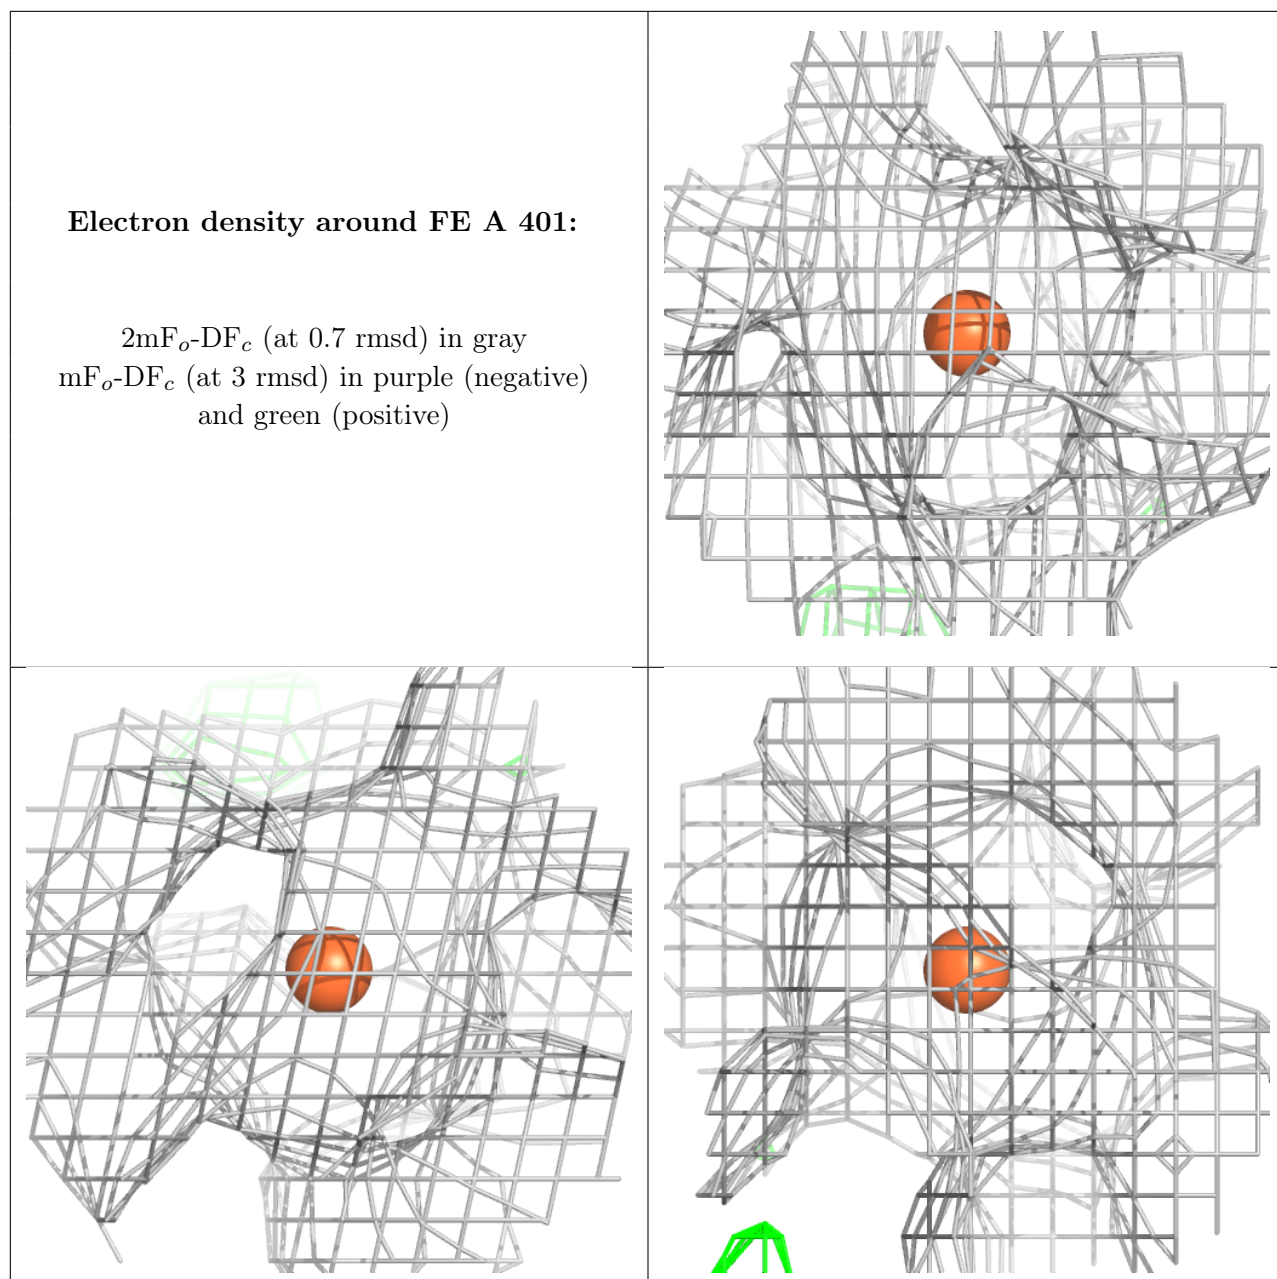 Electron density around FE A 401:
2mFo-DFc (at 0.7 rmsd) in gray
mFo-DFc (at 3 rmsd) in purple (negative)
and green (positive)